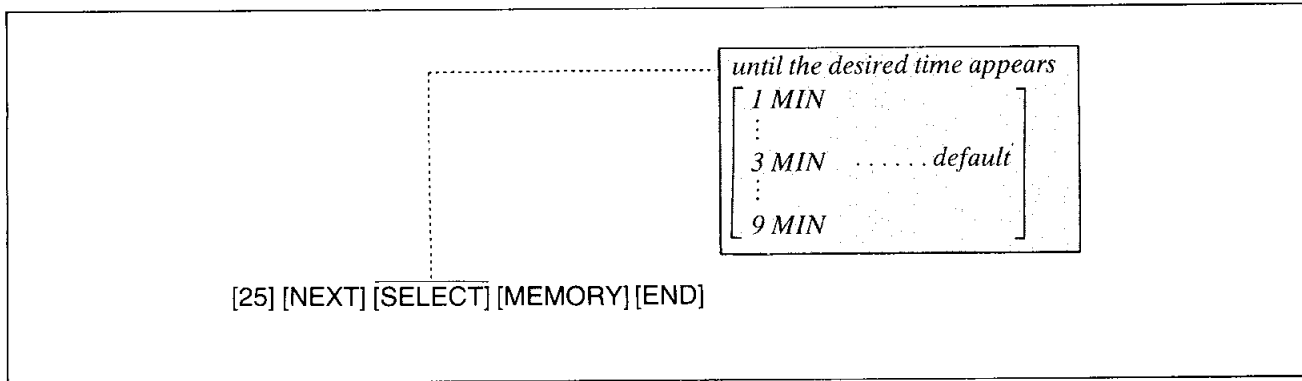 until the desired time appears
1 MIN
⋮
3 MIN ...... default
⋮
9 MIN
[25] [NEXT] [SELECT] [MEMORY] [END]